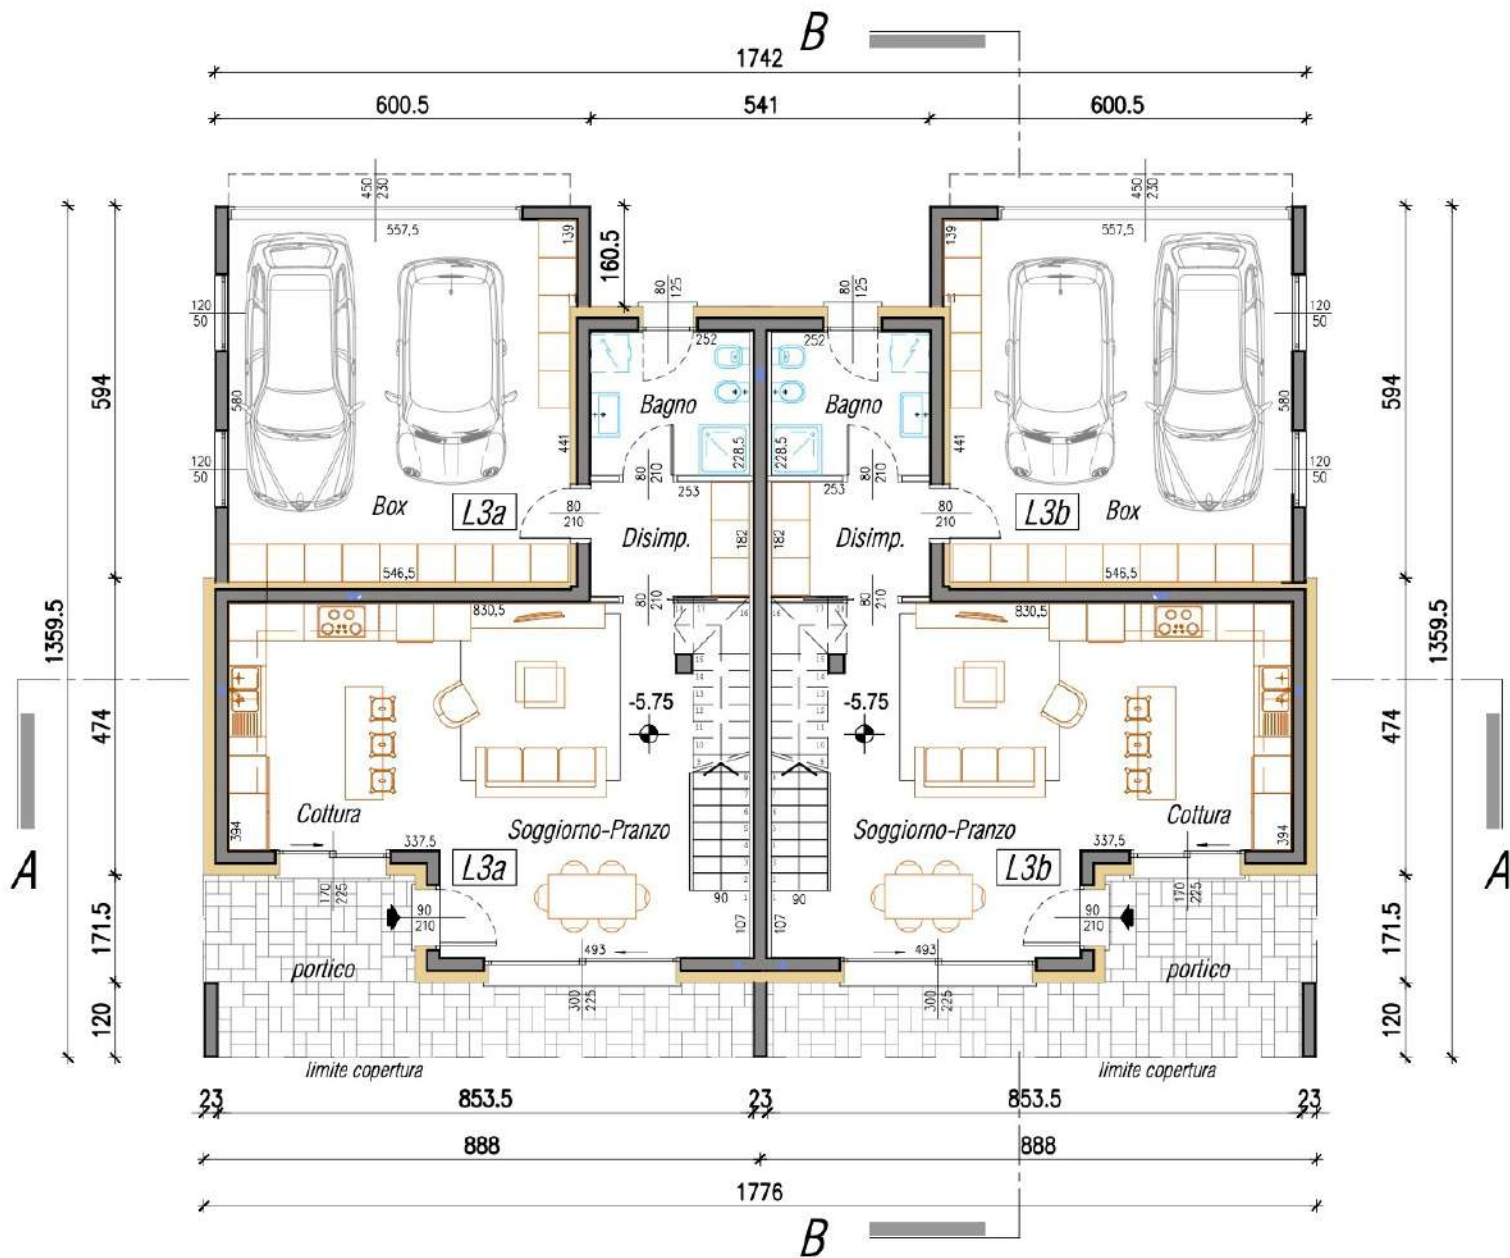 B
1742
600.5 541 600.5
450 230 450 230
557,5 557,5
139 160.5 139
80 125 80 125
120 50 120 50
252 252
594 580 Bagno Bagno 580 594
441 228,5 228,5 441
120 50 80 210 80 210 120 50
253 253
Box L3a 80 210 80 210 L3b Box
Disimp. 182 182 Disimp.
546,5 80 210 80 210 546,5
830,5 830,5
1359.5 1359.5
-5.75 -5.75
474 474
Cottura Cottura
394 337,5 Soggiorno-Pranzo Soggiorno-Pranzo 337,5 394
A L3a L3b A
170 225 170 225
90 90
90 210 90 210
171.5 107 107 171.5
493 493
portico portico
300 225 300 225
120 120
limite copertura limite copertura
23 853.5 23 853.5 23
888 888
1776
B